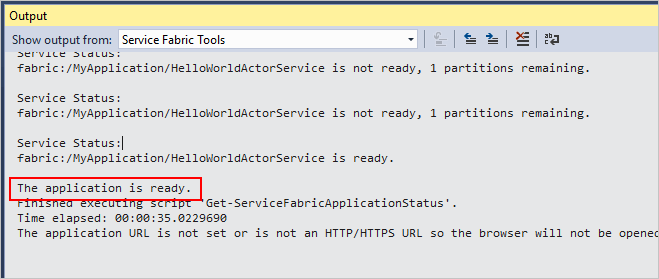 Output
Show output from: Service Fabric Tools
Service Status:
fabric:/MyApplication/HelloWorldActorService is not ready, 1 partitions remaining.
Service Status:
fabric:/MyApplication/HelloWorldActorService is not ready, 1 partitions remaining.
Service Status:
fabric:/MyApplication/HelloWorldActorService is ready.
The application is ready.
Finished executing script 'Get-ServiceFabricApplicationStatus'.
Time elapsed: 00:00:35.0229690
The application URL is not set or is not an HTTP/HTTPS URL so the browser will not be opened